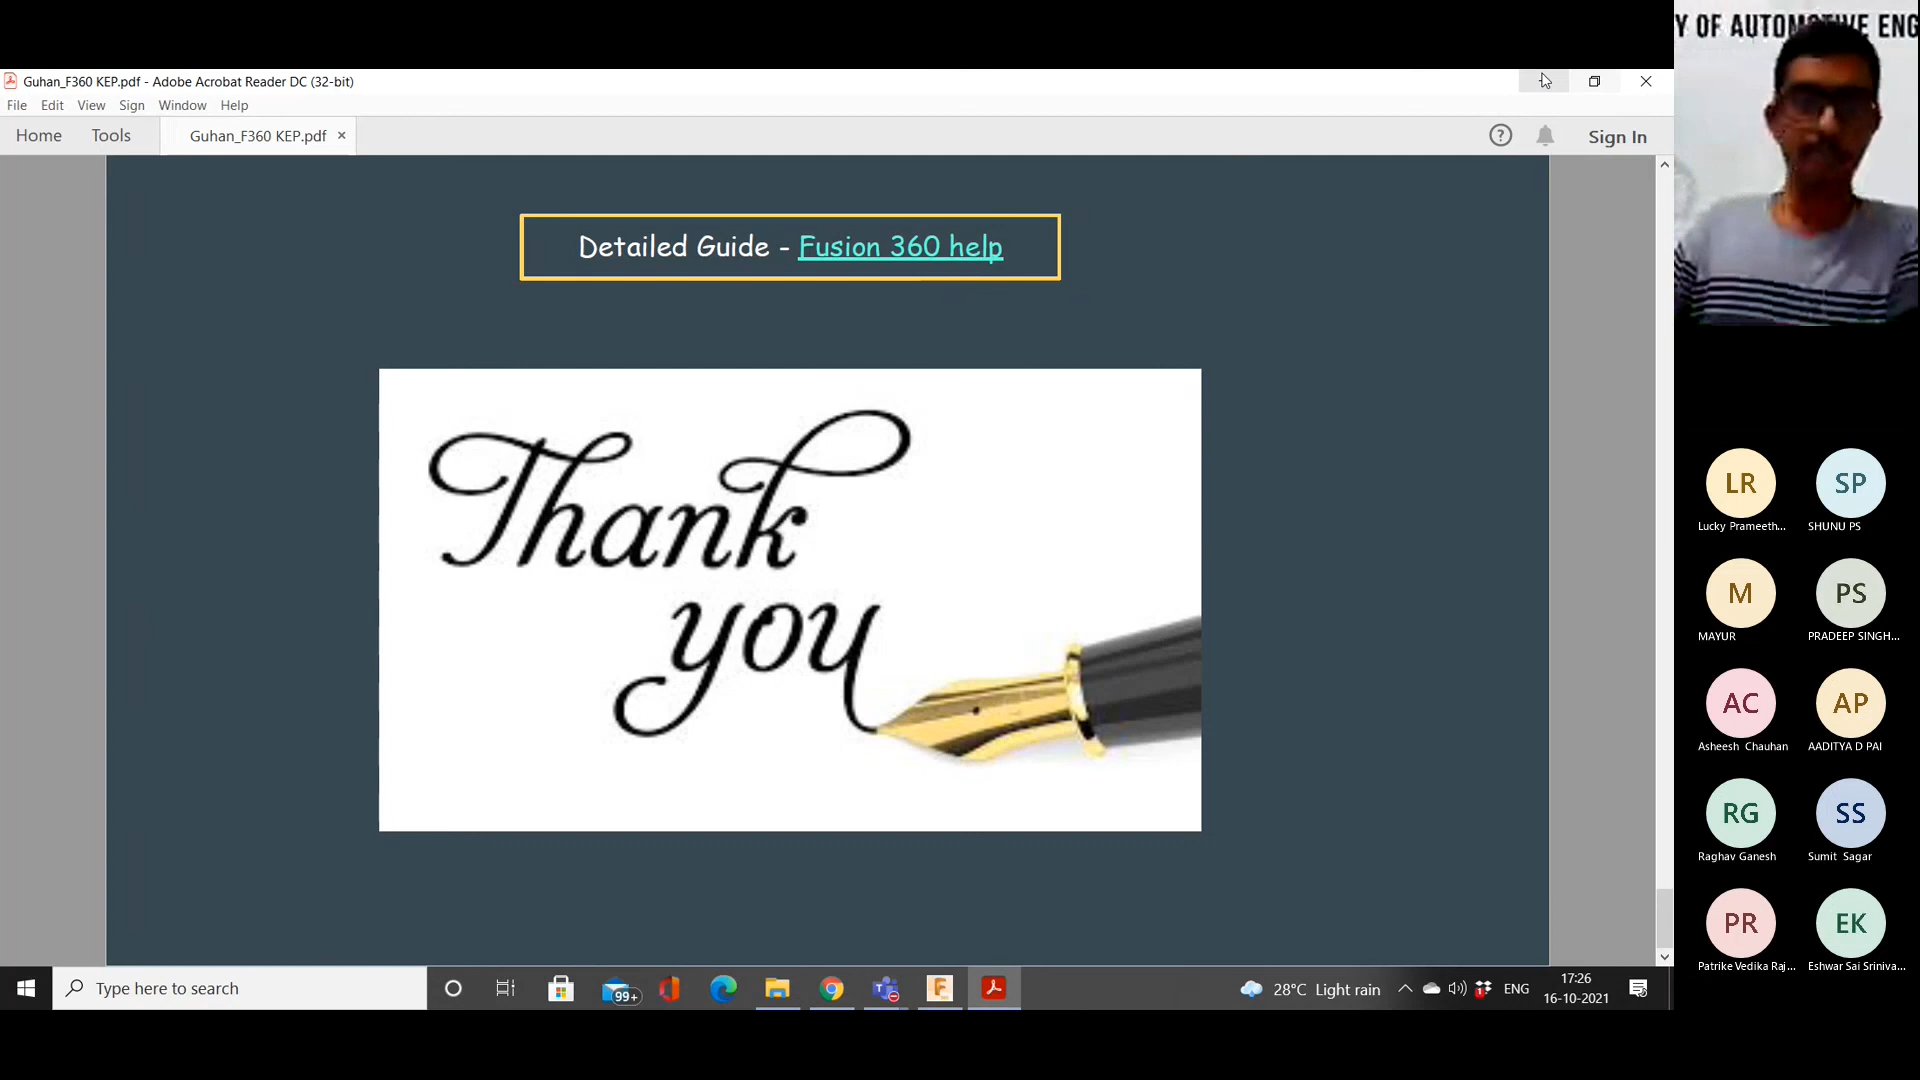 Y OF AUTOMOTIVE ENG
Guhan_F360 KEP.pdf - Adobe Acrobat Reader DC (32-bit)
File Edit View Sign Window Help
Home Tools Guhan_F360 KEP.pdf × Sign In
Detailed Guide - Fusion 360 help
Thank
you
LR SP
Lucky Prameeth... SHUNU PS
M PS
MAYUR PRADEEP SINGH...
AC AP
Asheesh Chauhan AADITYA D PAI
RG SS
Raghav Ganesh Sumit Sagar
PR EK
Patrike Vedika Raj... Eshwar Sai Sriniva...
Type here to search 99+ 28°C Light rain ENG
17:26
16-10-2021